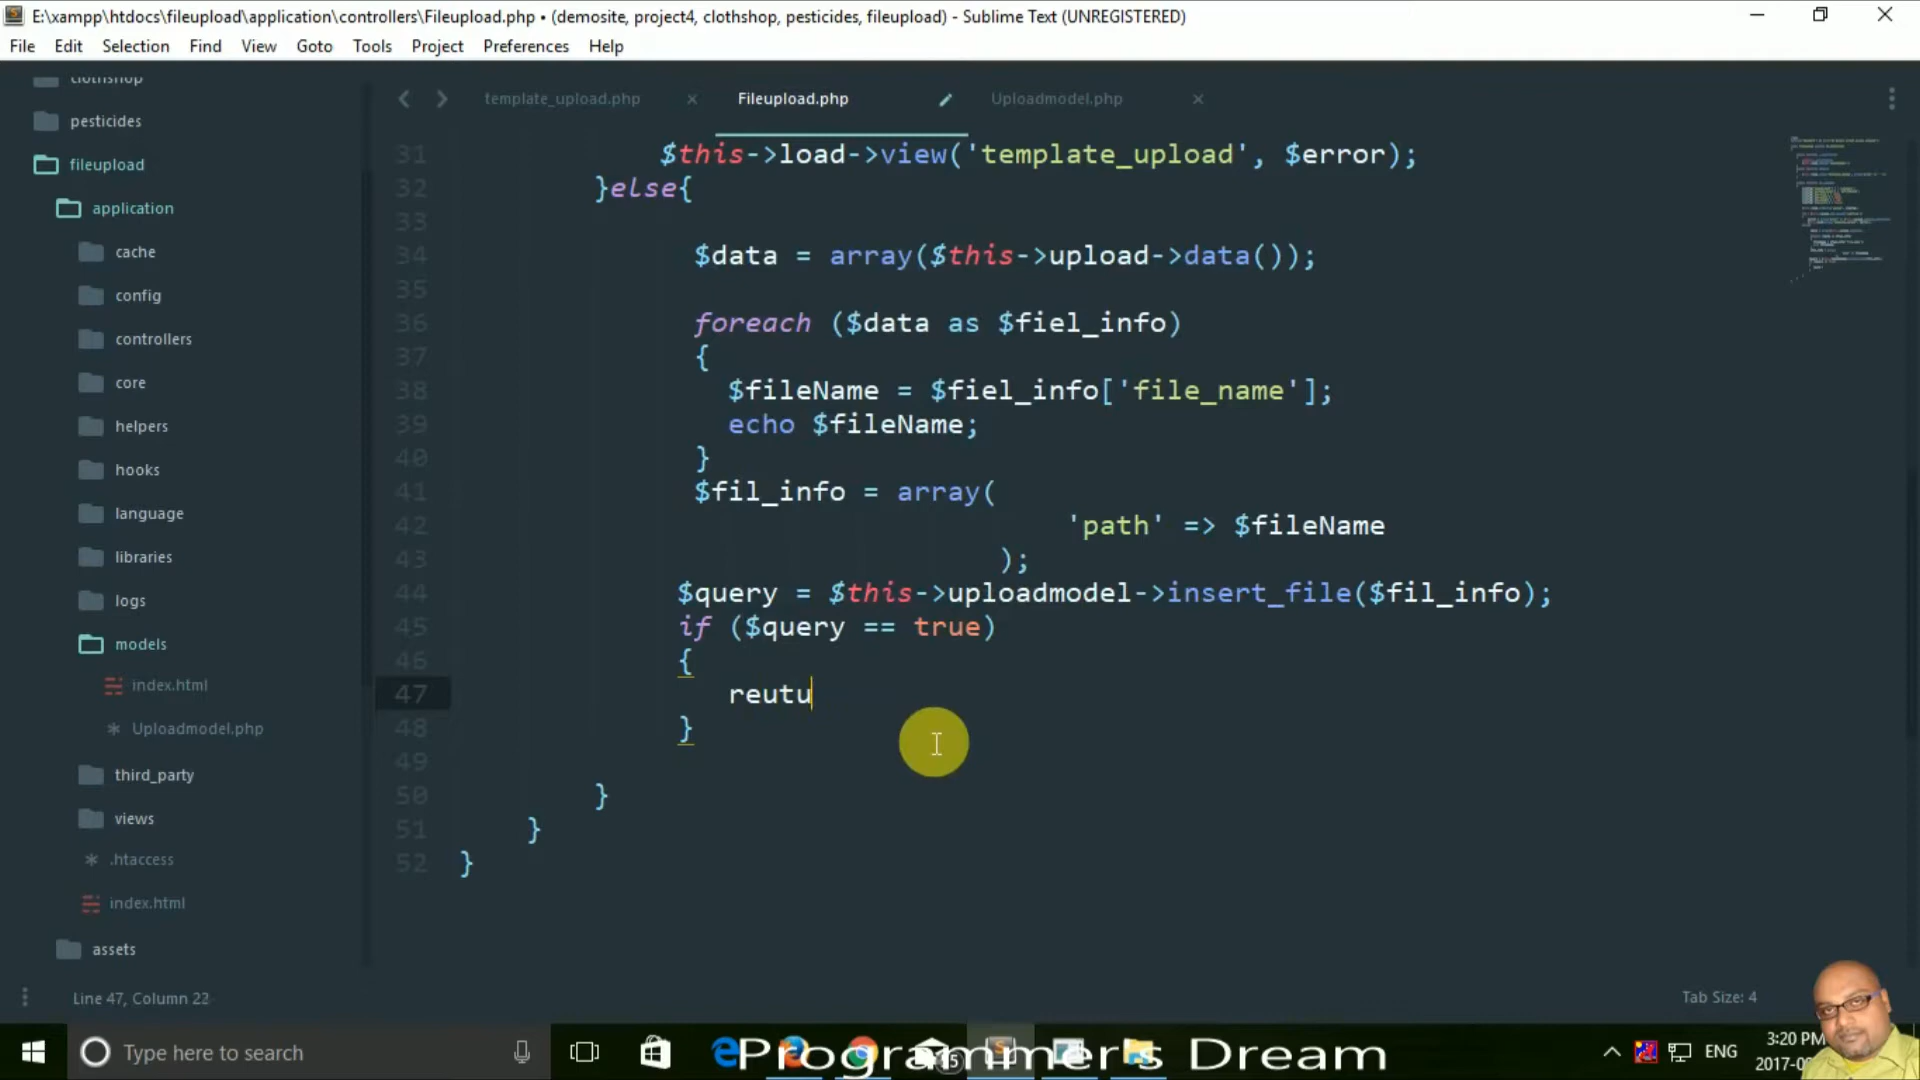 E:\xampp\htdocs\fileupload\application\controllers\Fileupload.php • (demosite, project4, clothshop, pesticides, fileupload) - Sublime Text (UNREGISTERED)
File Edit Selection Find View Goto Tools Project Preferences Help
clothshop
pesticides
fileupload
application
cache
config
controllers
core
helpers
hooks
language
libraries
logs
models
index.html
Uploadmodel.php
third_party
views
.htaccess
index.html
assets
template_upload.php Fileupload.php Uploadmodel.php
31 $this->load->view('template_upload', $error);
32 }else{
33
34 $data = array($this->upload->data());
35
36 foreach ($data as $fiel_info)
37 {
38 $fileName = $fiel_info['file_name'];
39 echo $fileName;
40 }
41 $fil_info = array(
42 'path' => $fileName
43 );
44 $query = $this->uploadmodel->insert_file($fil_info);
45 if ($query == true)
46 {
47 reutu
48 }
49
50 }
51 }
52 }
Line 47, Column 22
Tab Size: 4
Type here to search
Programmer's Dream
ENG
3:20 PM